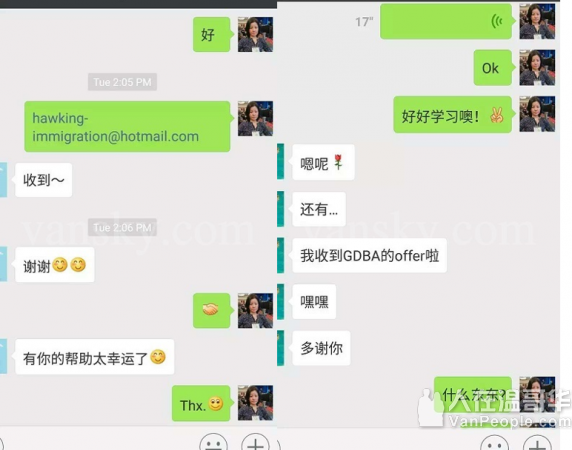 好
Tue 2:05 PM
hawking-
immigration@hotmail.com
收到～
Tue 2:06 PM
谢谢😊😊
🤝
有你的帮助太幸运了😊
Thx.🙂
17"
Ok
好好学习噢！✌
嗯呢🌹
还有...
我收到GDBA的offer啦
嘿嘿
多谢你
什么东东?
vansky.com
vansky.com
人在温哥华
VanPeople.com